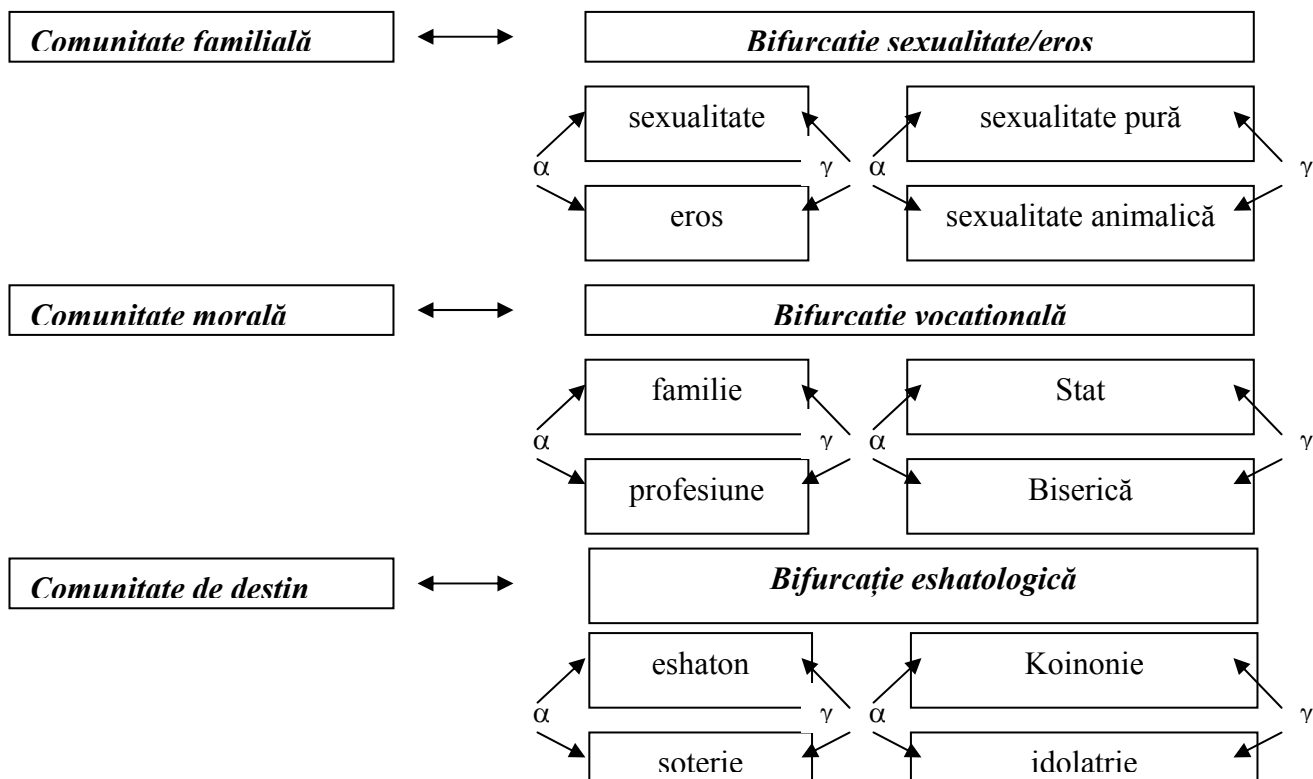 Comunitate familială
Bifurcatie sexualitate/eros
sexualitate
sexualitate pură
α
γ
α
γ
eros
sexualitate animalică
Comunitate morală
Bifurcatie vocatională
familie
Stat
α
γ
α
γ
profesiune
Biserică
Comunitate de destin
Bifurcație eshatologică
eshaton
Koinonie
α
γ
α
γ
soterie
idolatrie